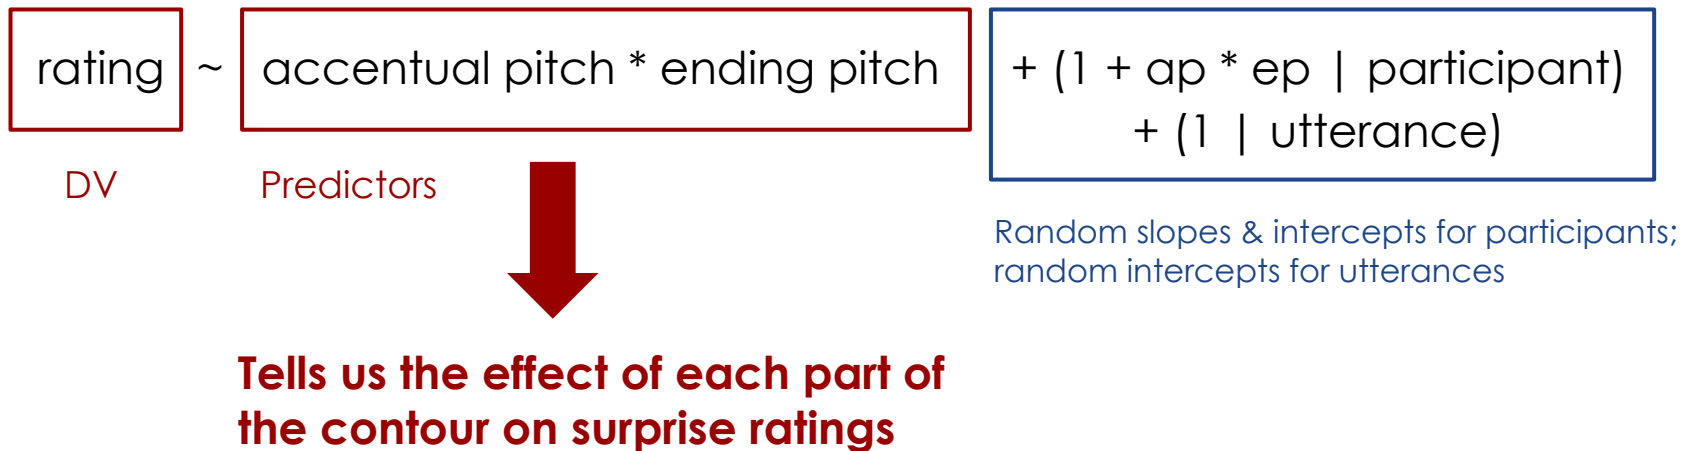 rating ~ accentual pitch * ending pitch + (1 + ap * ep | participant)
+ (1 | utterance)
DV
Predictors
Random slopes & intercepts for participants;
random intercepts for utterances
Tells us the effect of each part of
the contour on surprise ratings